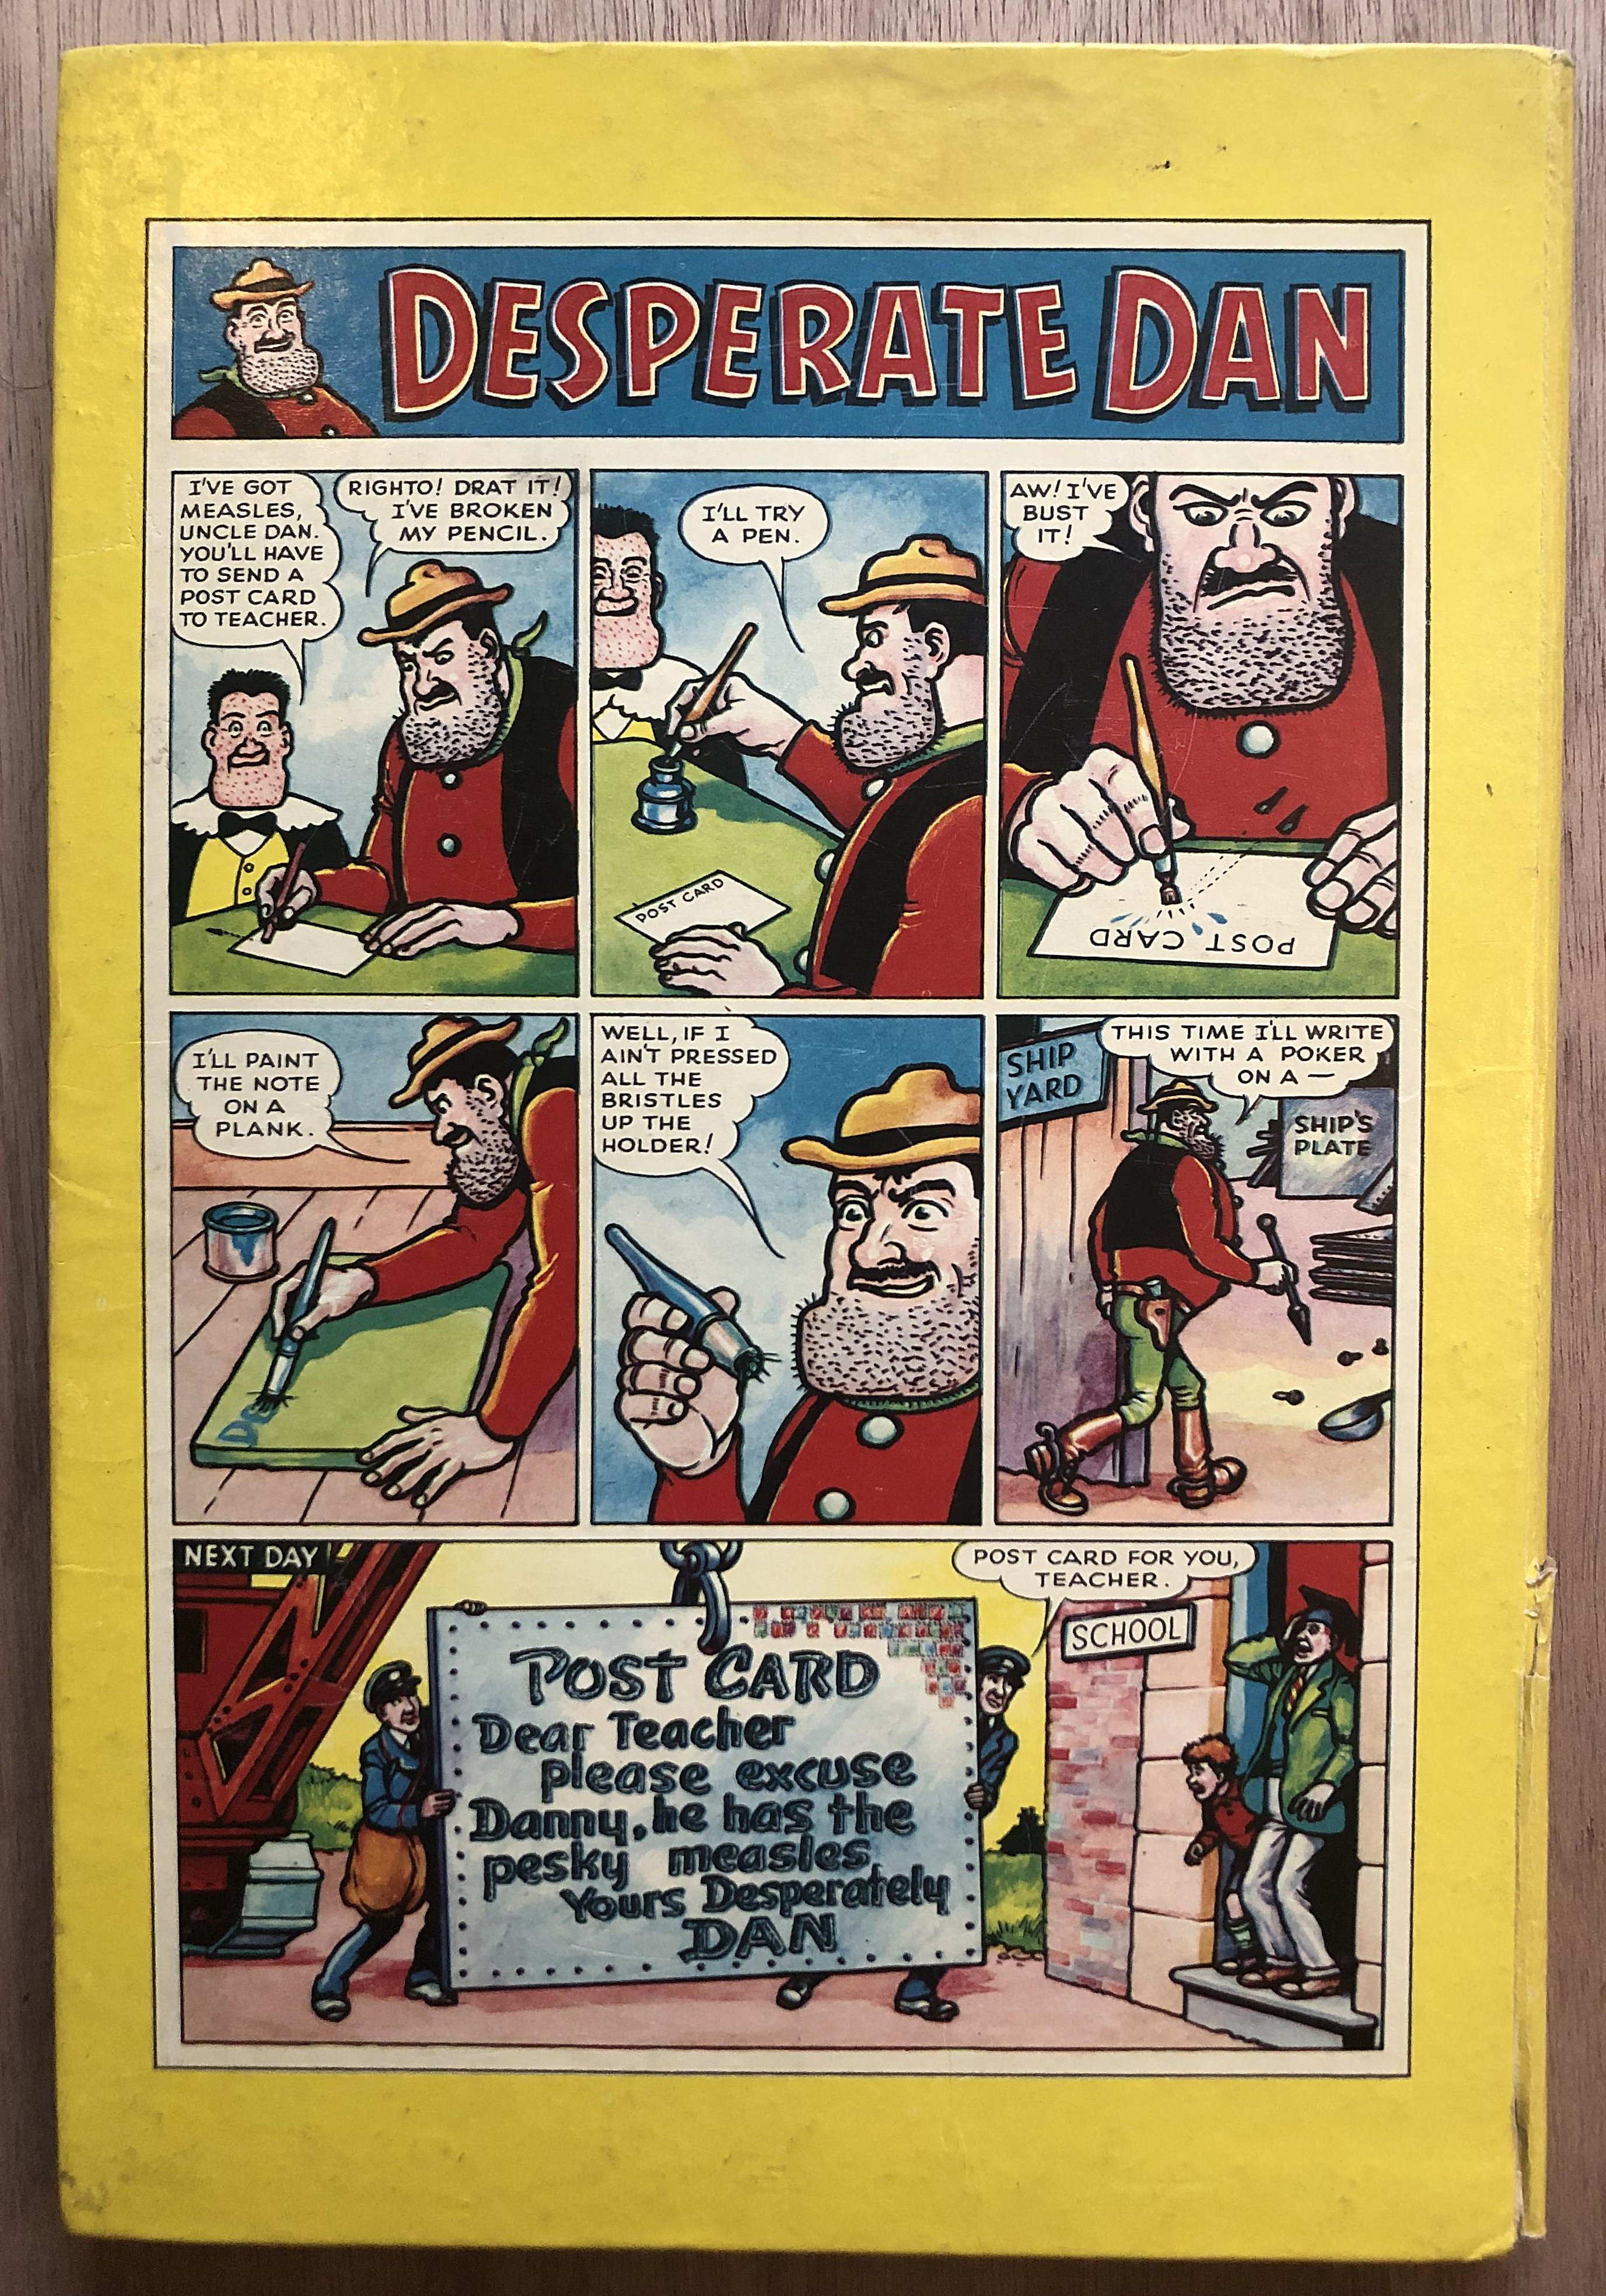 DESPERATE DAN
I'VE GOT
MEASLES,
UNCLE DAN.
YOU'LL HAVE
TO SEND A
POST CARD
TO TEACHER.
RIGHTO! DRAT IT!
I'VE BROKEN
MY PENCIL.
I'LL TRY
A PEN.
POST CARD
AW! I'VE
BUST
IT!
POST CARD
I'LL PAINT
THE NOTE
ON A
PLANK.
DE
WELL, IF I
AIN'T PRESSED
ALL THE
BRISTLES
UP THE
HOLDER!
SHIP
YARD
THIS TIME I'LL WRITE
WITH A POKER
ON A —
SHIP'S
PLATE
NEXT DAY
POST CARD FOR YOU,
TEACHER.
SCHOOL
POST CARD
Dear Teacher
please excuse
Danny, he has the
pesky measles
Yours Desperately
DAN